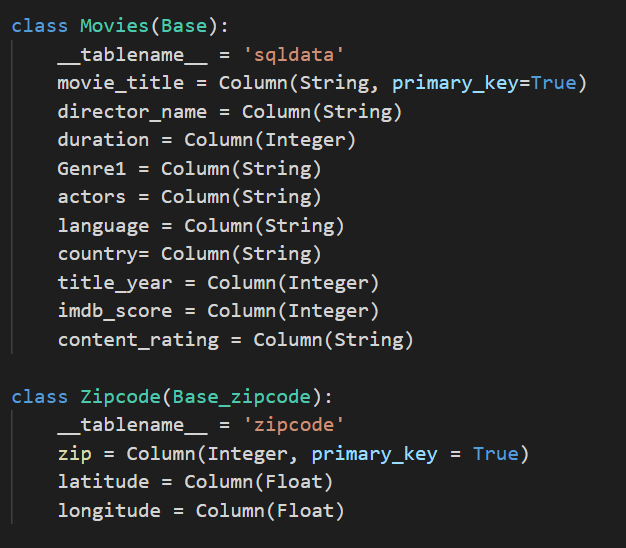 class Movies(Base):
    __tablename__ = 'sqldata'
    movie_title = Column(String, primary_key=True)
    director_name = Column(String)
    duration = Column(Integer)
    Genre1 = Column(String)
    actors = Column(String)
    language = Column(String)
    country= Column(String)
    title_year = Column(Integer)
    imdb_score = Column(Integer)
    content_rating = Column(String)
class Zipcode(Base_zipcode):
    __tablename__ = 'zipcode'
    zip = Column(Integer, primary_key = True)
    latitude = Column(Float)
    longitude = Column(Float)